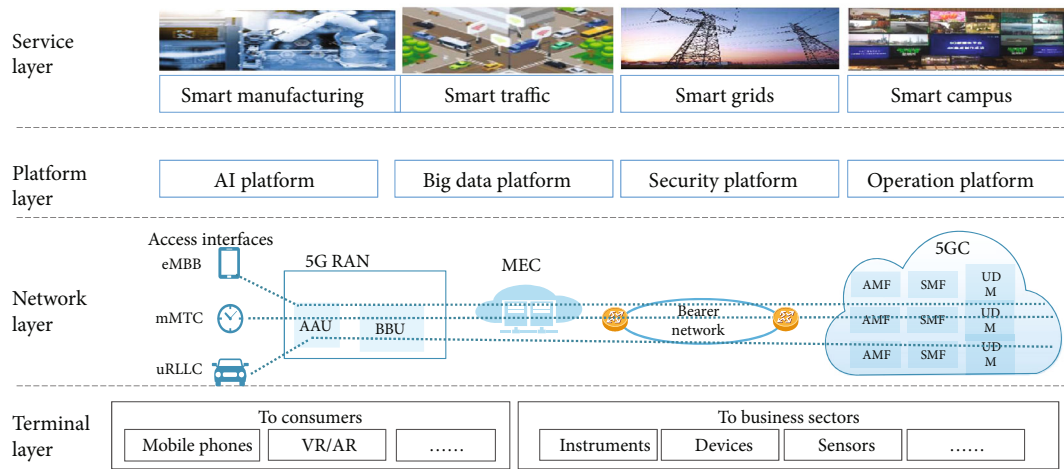 Service
layer
Smart manufacturing
Smart traffic
Smart grids
Smart campus
Platform
layer
AI platform
Big data platform
Security platform
Operation platform
Network
layer
Access interfaces
eMBB
mMTC
uRLLC
5G RAN
AAU
BBU
MEC
Bearer
network
5GC
AMF
SMF
UD
M
AMF
SMF
UD
M
AMF
SMF
UD
M
Terminal
layer
To consumers
Mobile phones
VR/AR
......
To business sectors
Instruments
Devices
Sensors
......